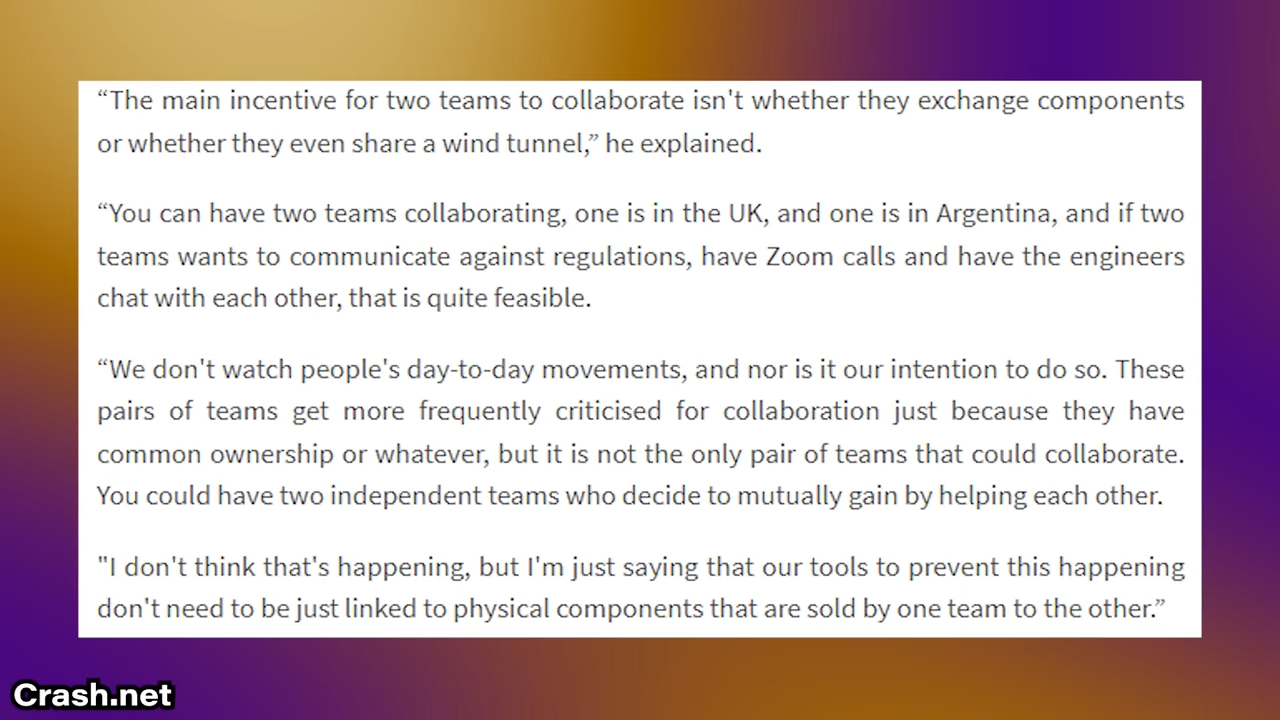 “The main incentive for two teams to collaborate isn't whether they exchange components
or whether they even share a wind tunnel,” he explained.
“You can have two teams collaborating, one is in the UK, and one is in Argentina, and if two
teams wants to communicate against regulations, have Zoom calls and have the engineers
chat with each other, that is quite feasible.
“We don't watch people's day-to-day movements, and nor is it our intention to do so. These
pairs of teams get more frequently criticised for collaboration just because they have
common ownership or whatever, but it is not the only pair of teams that could collaborate.
You could have two independent teams who decide to mutually gain by helping each other.
"I don't think that's happening, but I'm just saying that our tools to prevent this happening
don't need to be just linked to physical components that are sold by one team to the other.”
Crash.net